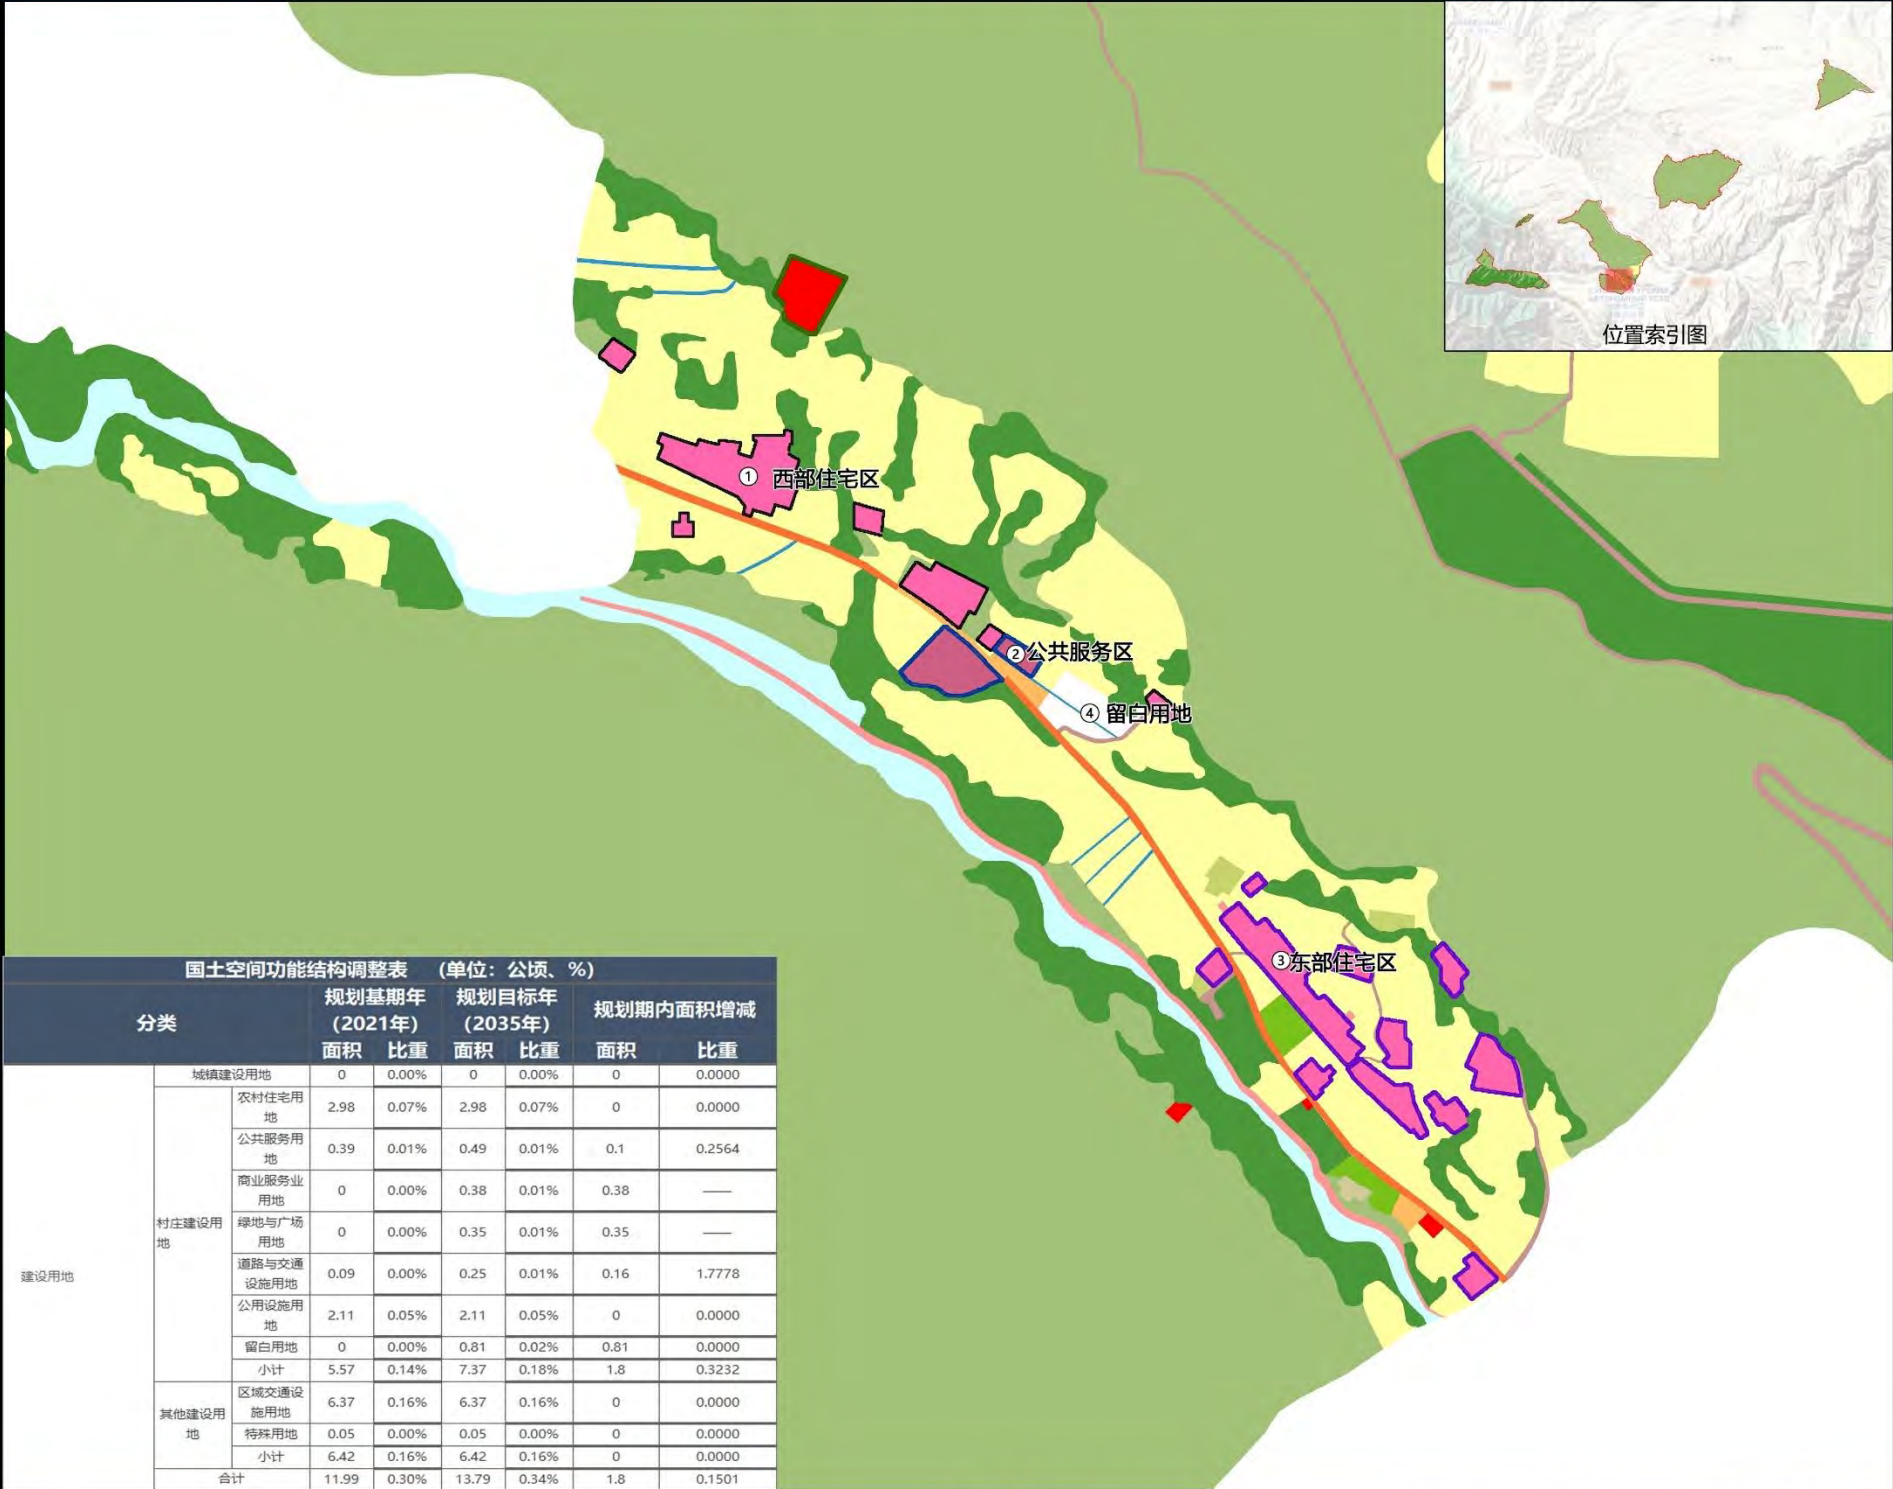 位置索引图
① 西部住宅区
② 公共服务区
④ 留白用地
③ 东部住宅区
国土空间功能结构调整表 (单位：公顷、%)
分类 规划基期年（2021年） 规划目标年（2035年） 规划期内面积增减
面积 比重 面积 比重 面积 比重
建设用地
城镇建设用地 0 0.00% 0 0.00% 0 0.0000
村庄建设用地
农村住宅用地 2.98 0.07% 2.98 0.07% 0 0.0000
公共服务用地 0.39 0.01% 0.49 0.01% 0.1 0.2564
商业服务业用地 0 0.00% 0.38 0.01% 0.38 ——
绿地与广场用地 0 0.00% 0.35 0.01% 0.35 ——
道路与交通设施用地 0.09 0.00% 0.25 0.01% 0.16 1.7778
公用设施用地 2.11 0.05% 2.11 0.05% 0 0.0000
留白用地 0 0.00% 0.81 0.02% 0.81 0.0000
小计 5.57 0.14% 7.37 0.18% 1.8 0.3232
其他建设用地
区域交通设施用地 6.37 0.16% 6.37 0.16% 0 0.0000
特殊用地 0.05 0.00% 0.05 0.00% 0 0.0000
小计 6.42 0.16% 6.42 0.16% 0 0.0000
合计 11.99 0.30% 13.79 0.34% 1.8 0.1501